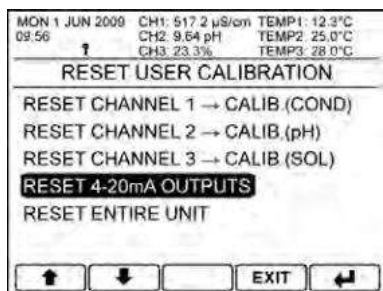 MON 1 JUN 2009 CH1: 517.2 µS/cm TEMP1: 12.3°C
09:56 CH2: 9.64 pH TEMP2: 25.0°C
CH3: 23.3% TEMP3: 28.0°C
RESET USER CALIBRATION
RESET CHANNEL 1 → CALIB.(COND)
RESET CHANNEL 2 → CALIB.(pH)
RESET CHANNEL 3 → CALIB.(SOL)
RESET 4-20mA OUTPUTS
RESET ENTIRE UNIT
EXIT